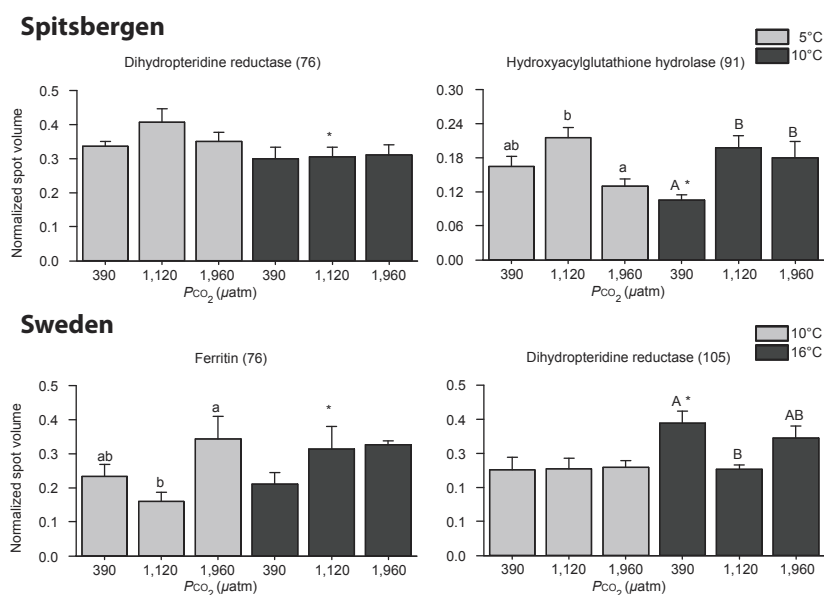 Spitsbergen
5°C
10°C
Dihydropteridine reductase (76)
Normalized spot volume
0.5
0.4
0.3
0.2
0.1
0.0
*
390 1,120 1,960 390 1,120 1,960
PCO2 (µatm)
Hydroxyacylglutathione hydrolase (91)
0.30
0.24
0.18
0.12
0.06
0.00
ab b a A * B B
390 1,120 1,960 390 1,120 1,960
PCO2 (µatm)
Sweden
10°C
16°C
Ferritin (76)
Normalized spot volume
0.5
0.4
0.3
0.2
0.1
0.0
ab b a *
390 1,120 1,960 390 1,120 1,960
PCO2 (µatm)
Dihydropteridine reductase (105)
0.5
0.4
0.3
0.1
0.1
0.0
A * B AB
390 1,120 1,960 390 1,120 1,960
PCO2 (µatm)